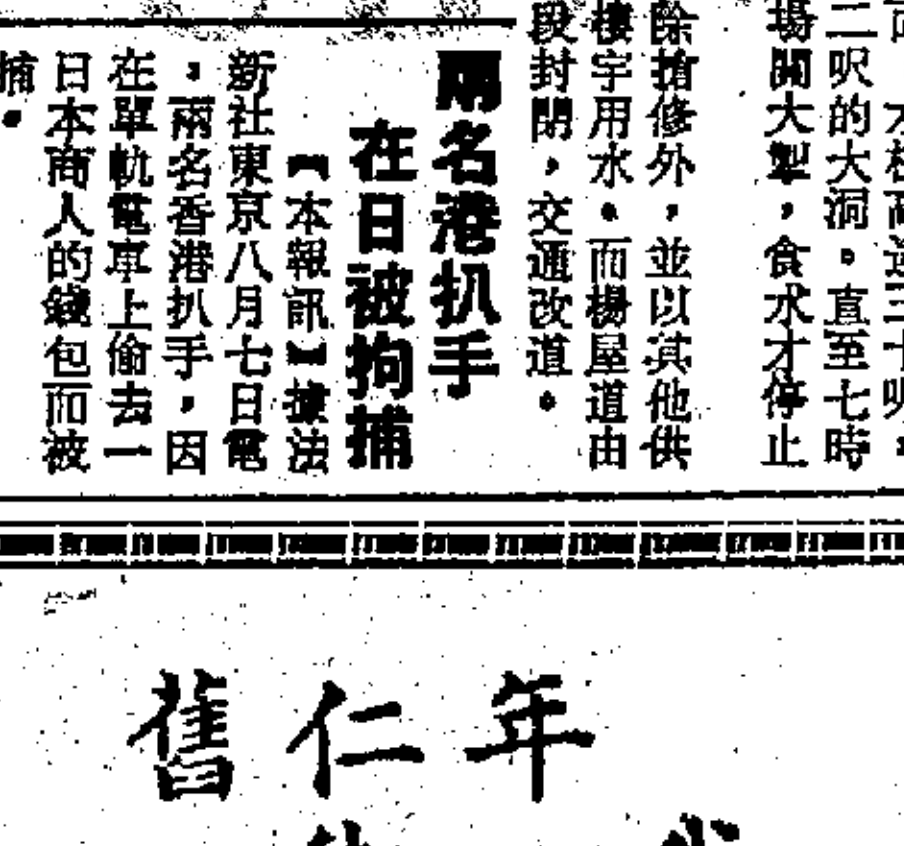 二呎的大洞。直至七時
場開大掣，食水才停止
除搶修外，並以其他供
樓宇用水。而楊屋道由
段封閉，交通改道。
兩名港扒手
在日被拘捕
【本報訊】據法
新社東京八月七日電
，兩名香港扒手，因
在單軌電車上偷去一
日本商人的錢包而被
捕。
年仁舊